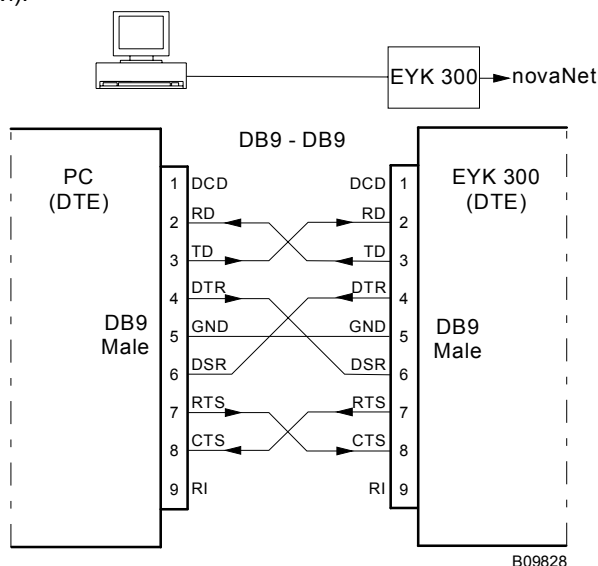 EYK 300
novaNet
DB9 - DB9
PC
(DTE)
DB9
Male
1 DCD
2 RD
3 TD
4 DTR
5 GND
6 DSR
7 RTS
8 CTS
9 RI
DCD 1
RD 2
TD 3
DTR 4
GND 5
DSR 6
RTS 7
CTS 8
RI 9
EYK 300
(DTE)
DB9
Male
B09828